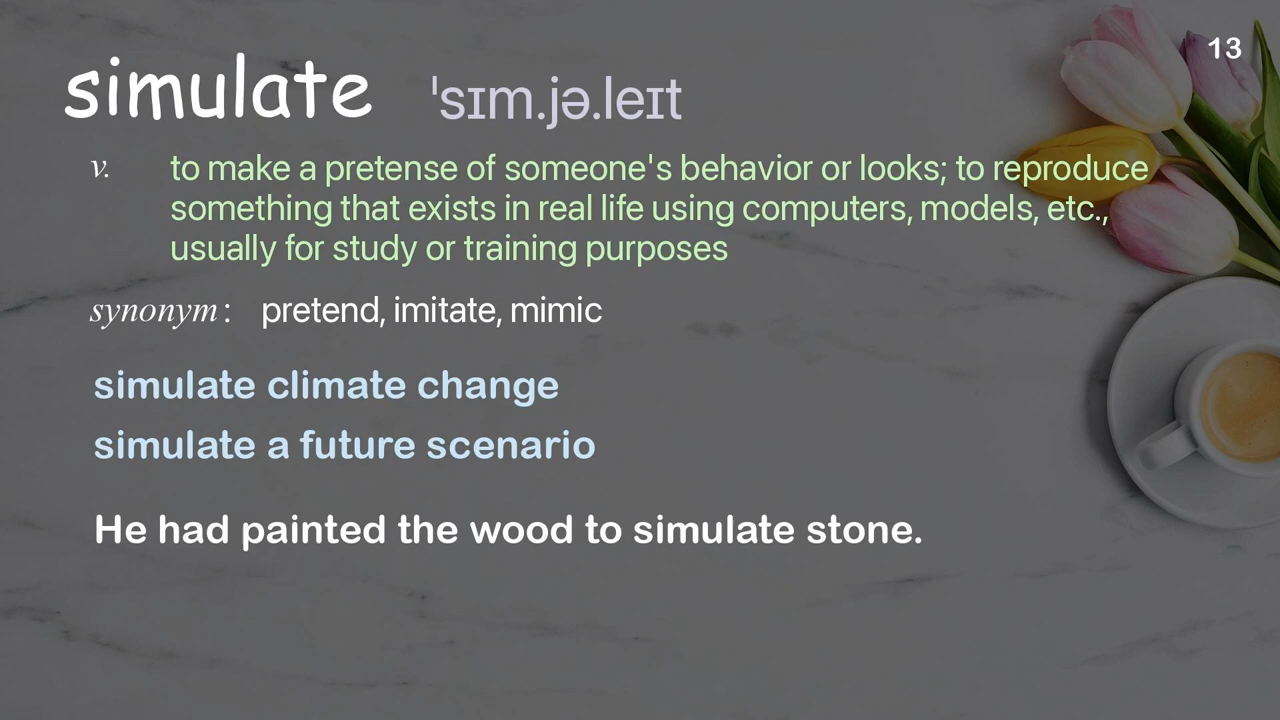 13
simulate ˈsɪm.jə.leɪt
v. to make a pretense of someone's behavior or looks; to reproduce
something that exists in real life using computers, models, etc.,
usually for study or training purposes
synonym: pretend, imitate, mimic
simulate climate change
simulate a future scenario
He had painted the wood to simulate stone.